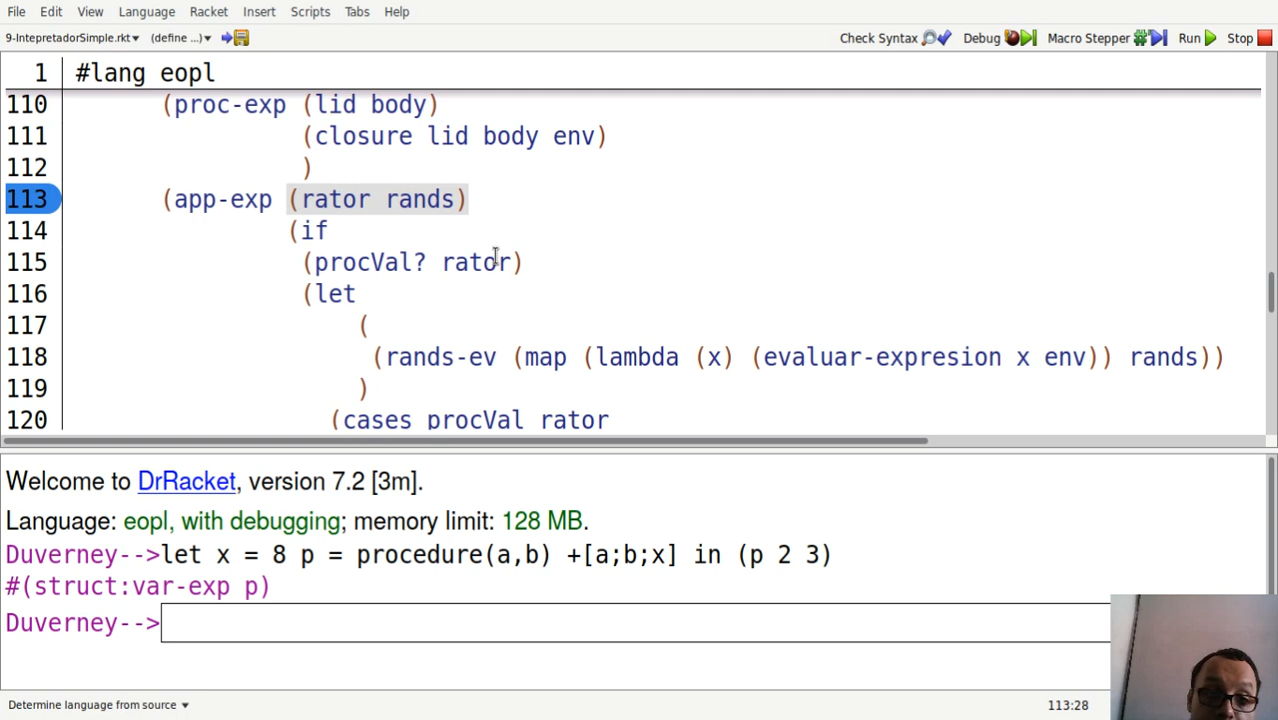 File Edit View Language Racket Insert Scripts Tabs Help
9-IntepretadorSimple.rkt (define ...) Check Syntax Debug Macro Stepper Run Stop
1 #lang eopl
110 (proc-exp (lid body)
111 (closure lid body env)
112 )
113 (app-exp (rator rands)
114 (if
115 (procVal? rator)
116 (let
117 (
118 (rands-ev (map (lambda (x) (evaluar-expresion x env)) rands))
119 )
120 (cases procVal rator
Welcome to DrRacket, version 7.2 [3m].
Language: eopl, with debugging; memory limit: 128 MB.
Duverney-->let x = 8 p = procedure(a,b) +[a;b;x] in (p 2 3)
#(struct:var-exp p)
Duverney-->
Determine language from source 113:28